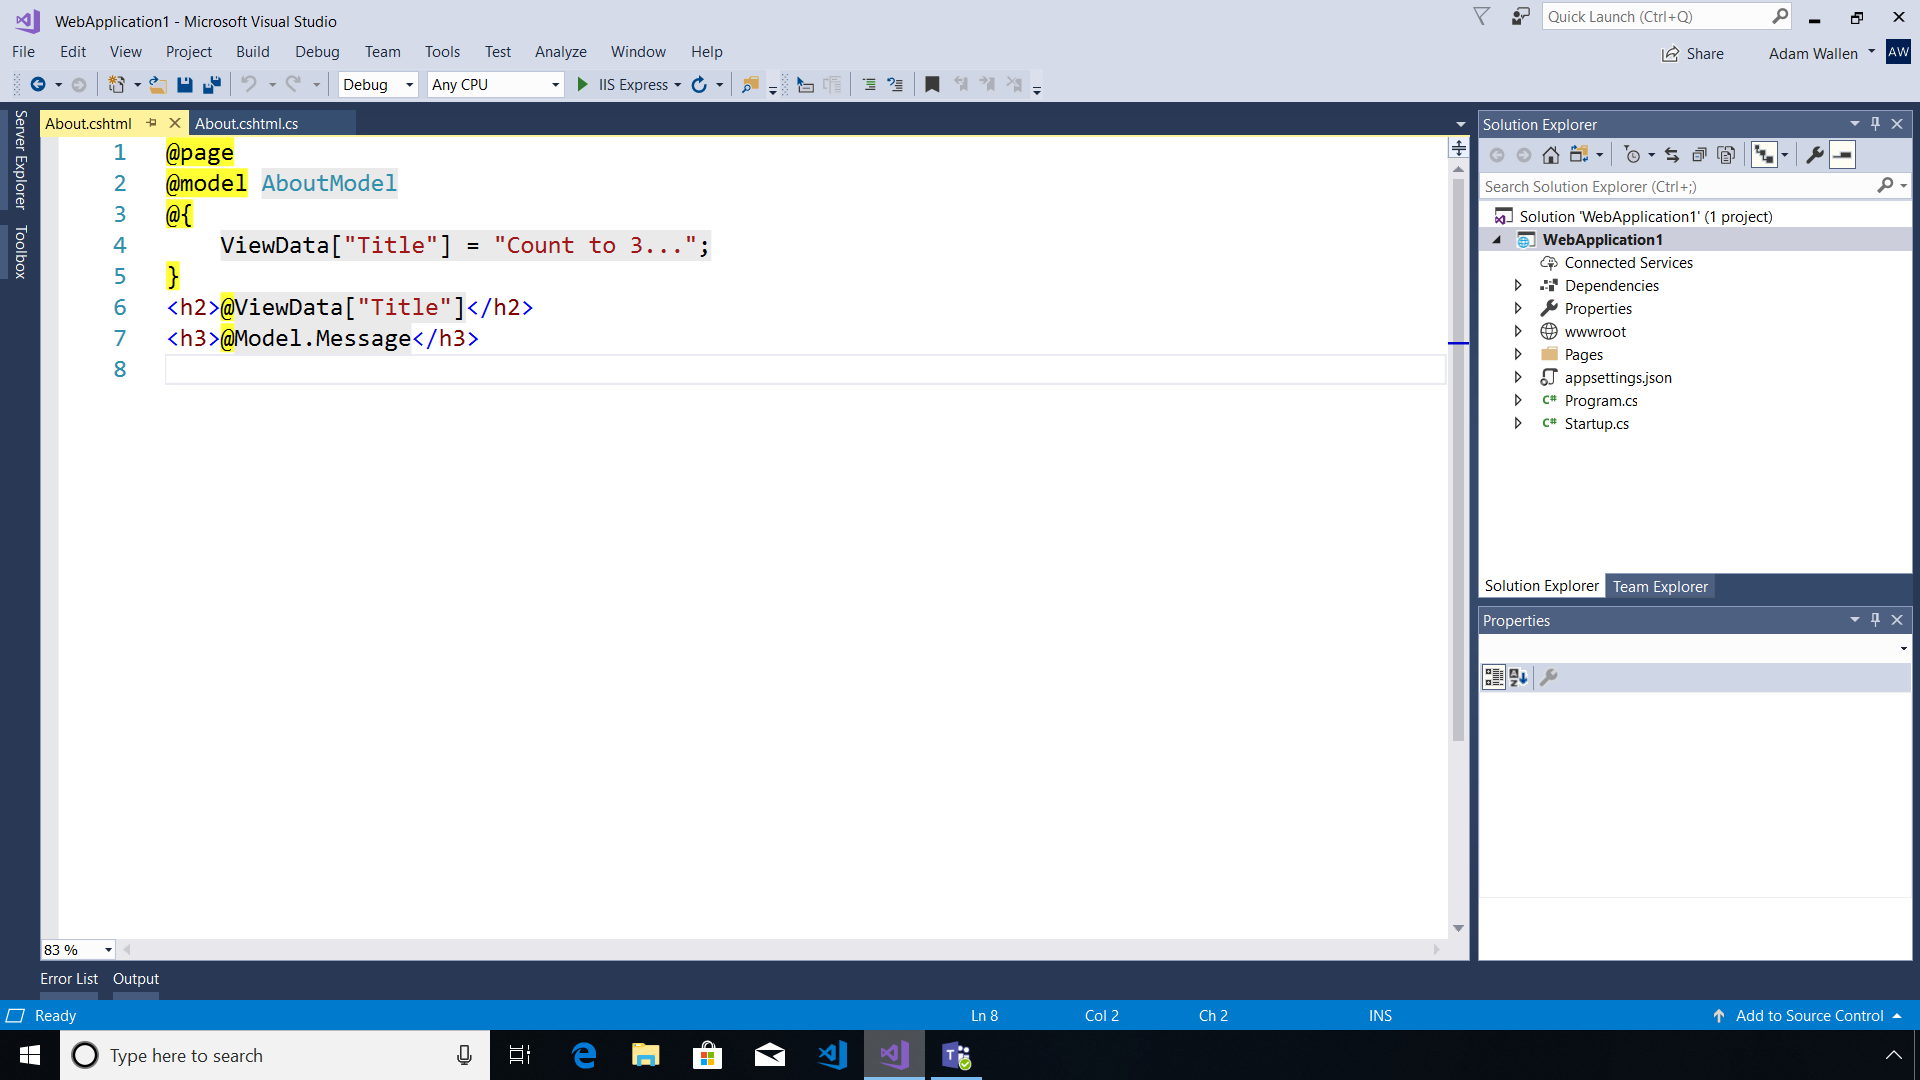 WebApplication1 - Microsoft Visual Studio
Quick Launch (Ctrl+Q)
File Edit View Project Build Debug Team Tools Test Analyze Window Help
Share
Adam Wallen
AW
Debug
Any CPU
IIS Express
Server Explorer
Toolbox
About.cshtml
About.cshtml.cs
1 @page
2 @model AboutModel
3 @{
4 ViewData["Title"] = "Count to 3...";
5 }
6 <h2>@ViewData["Title"]</h2>
7 <h3>@Model.Message</h3>
8
83 %
Solution Explorer
Search Solution Explorer (Ctrl+;)
Solution 'WebApplication1' (1 project)
WebApplication1
Connected Services
Dependencies
Properties
wwwroot
Pages
appsettings.json
C# Program.cs
C# Startup.cs
Solution Explorer Team Explorer
Properties
Error List Output
Ready
Ln 8
Col 2
Ch 2
INS
Add to Source Control
Type here to search